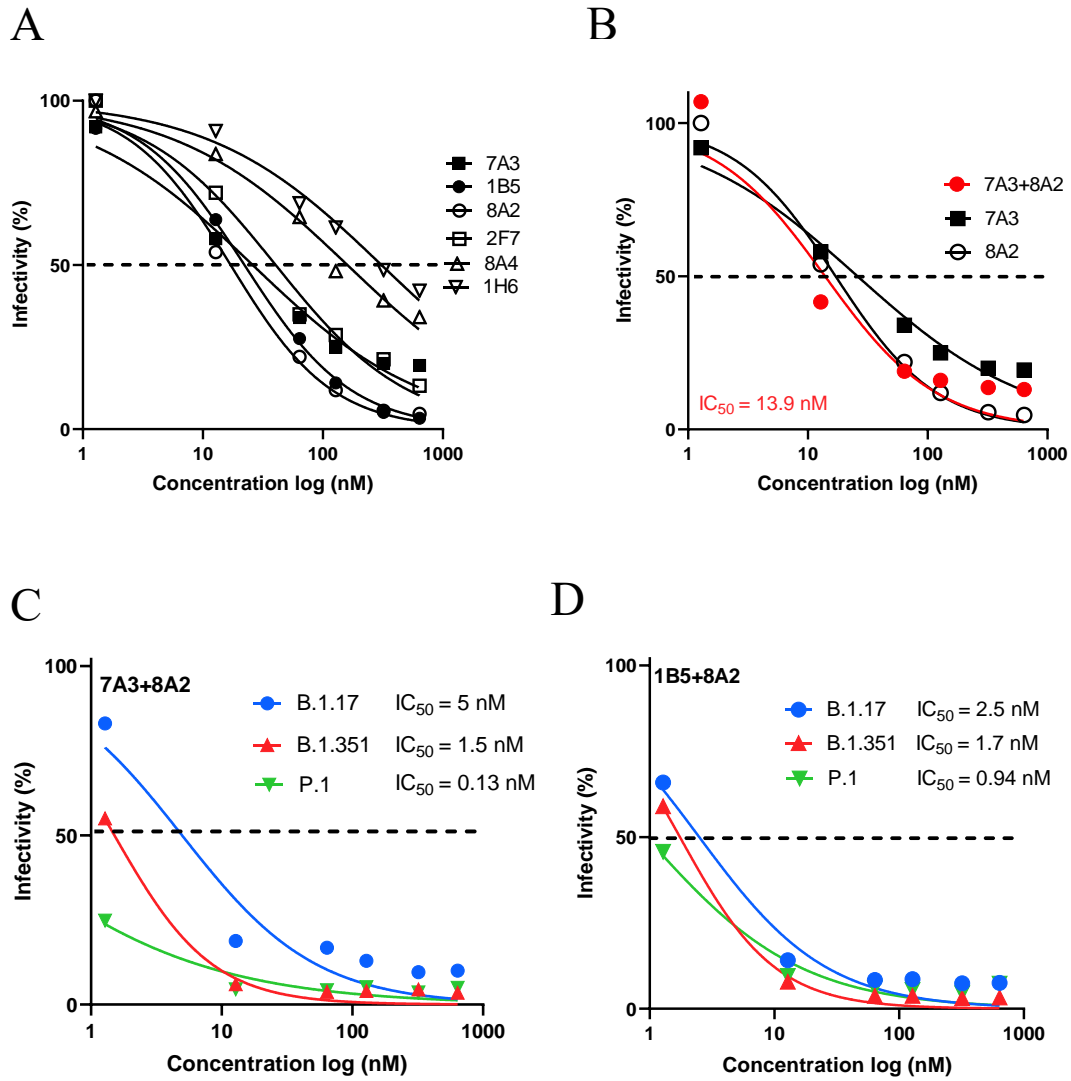 A
Infectivity (%)
100
50
0
1
10
100
1000
Concentration log (nM)
7A3
1B5
8A2
2F7
8A4
1H6
B
Infectivity (%)
100
50
0
1
10
100
1000
Concentration log (nM)
7A3+8A2
7A3
8A2
IC50 = 13.9 nM
C
7A3+8A2
Infectivity (%)
100
50
0
1
10
100
1000
Concentration log (nM)
B.1.17 IC50 = 5 nM
B.1.351 IC50 = 1.5 nM
P.1 IC50 = 0.13 nM
D
1B5+8A2
Infectivity (%)
100
50
0
1
10
100
1000
Concentration log (nM)
B.1.17 IC50 = 2.5 nM
B.1.351 IC50 = 1.7 nM
P.1 IC50 = 0.94 nM